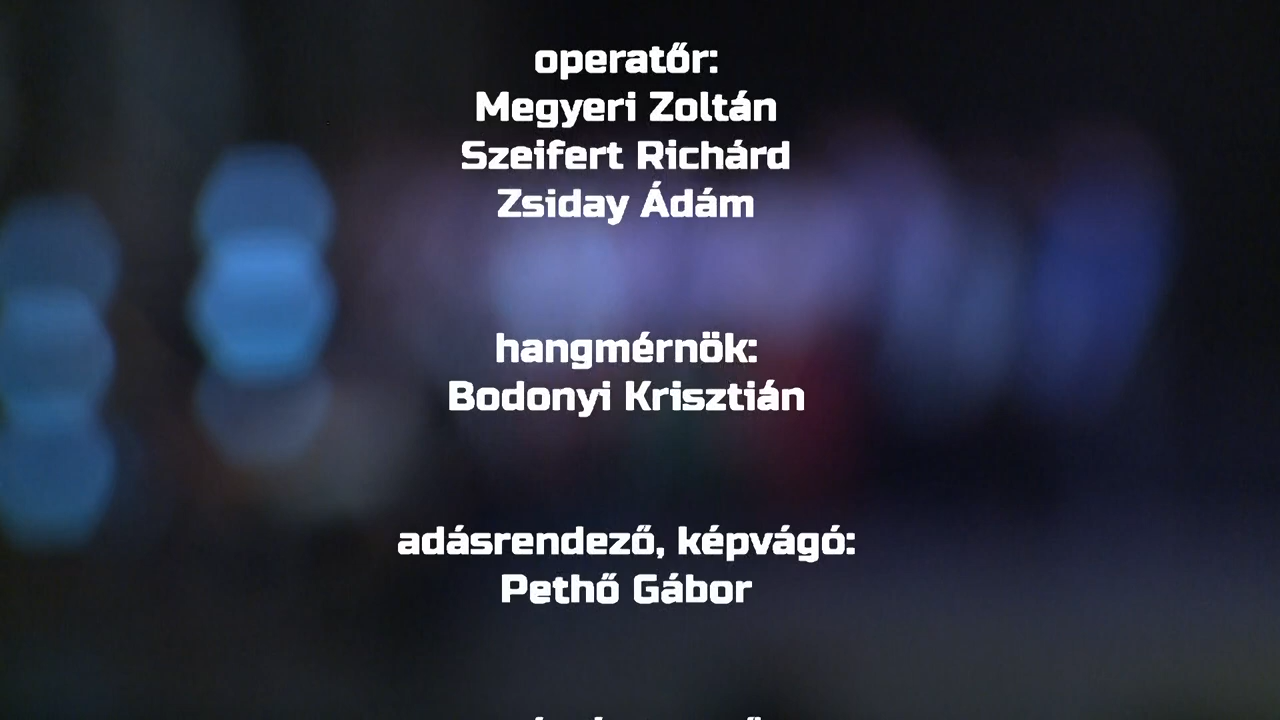 operatőr:
Megyeri Zoltán
Szeifert Richárd
Zsiday Ádám
hangmérnök:
Bodonyi Krisztián
adásrendező, képvágó:
Pethő Gábor